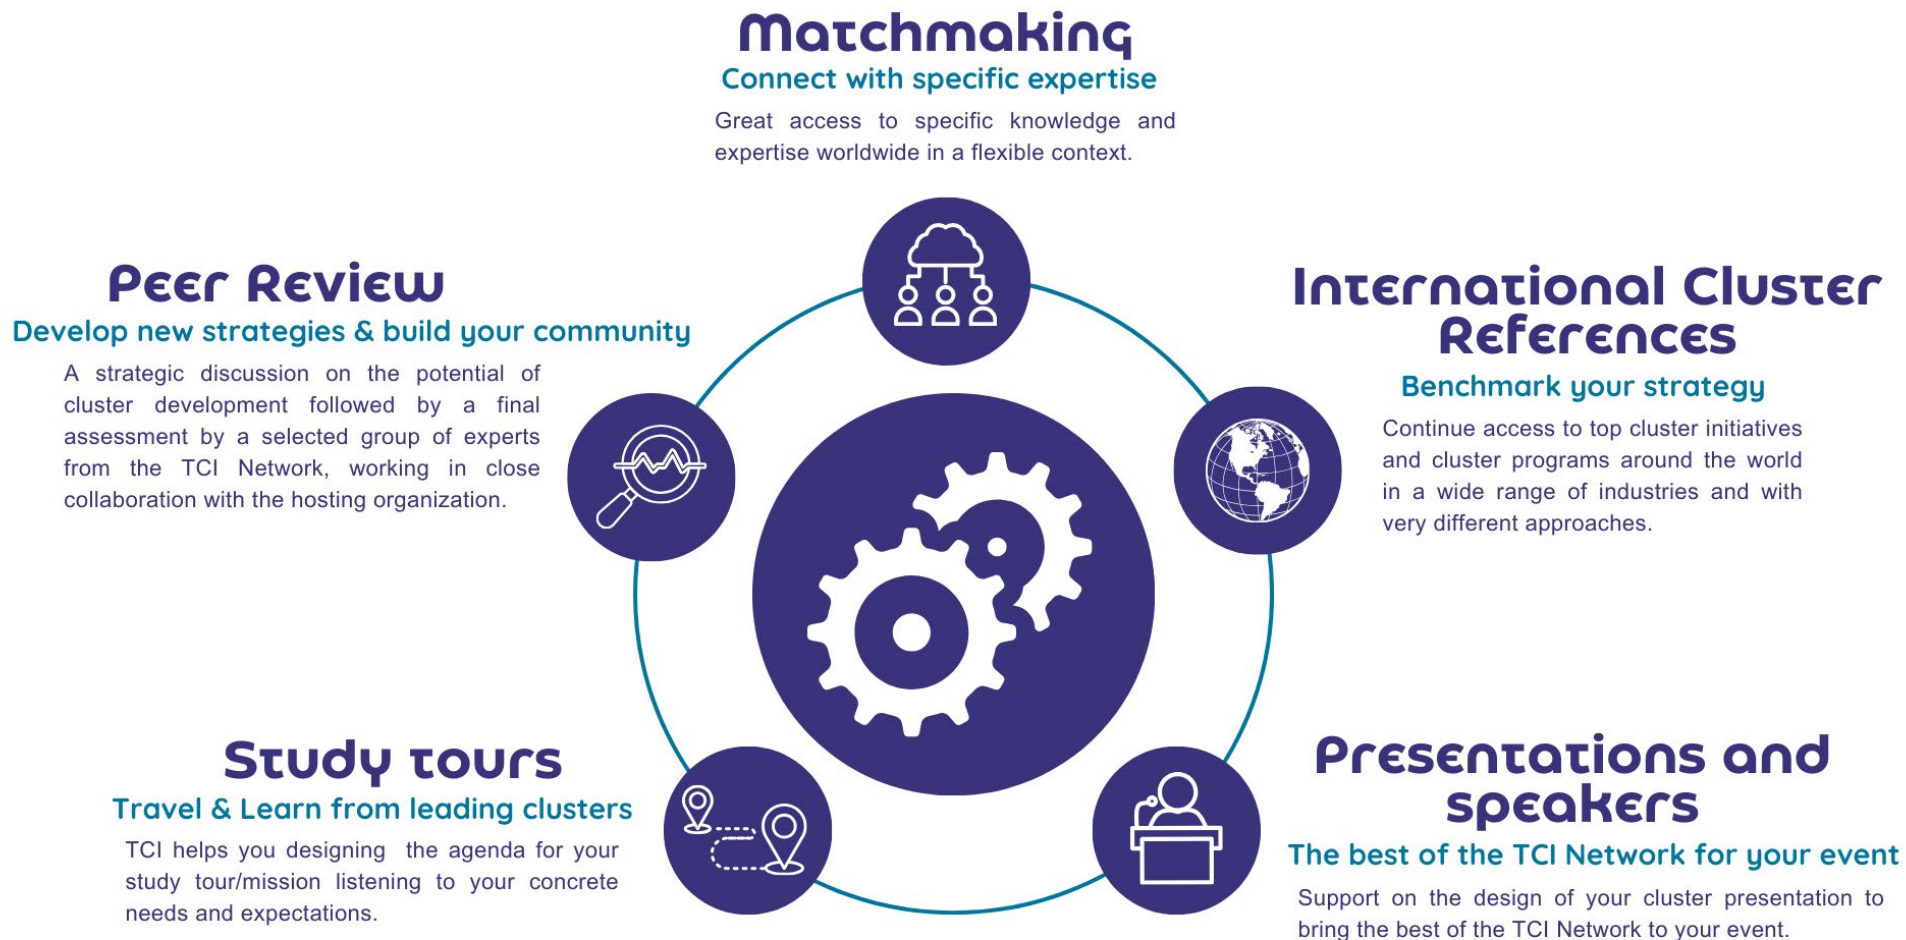 Matchmaking
Connect with specific expertise
Great access to specific knowledge and
expertise worldwide in a flexible context.
Peer Review
Develop new strategies & build your community
A strategic discussion on the potential of
cluster development followed by a final
assessment by a selected group of experts
from the TCI Network, working in close
collaboration with the hosting organization.
International Cluster
References
Benchmark your strategy
Continue access to top cluster initiatives
and cluster programs around the world
in a wide range of industries and with
very different approaches.
Study tours
Travel & Learn from leading clusters
TCI helps you designing the agenda for your
study tour/mission listening to your concrete
needs and expectations.
Presentations and
speakers
The best of the TCI Network for your event
Support on the design of your cluster presentation to
bring the best of the TCI Network to your event.